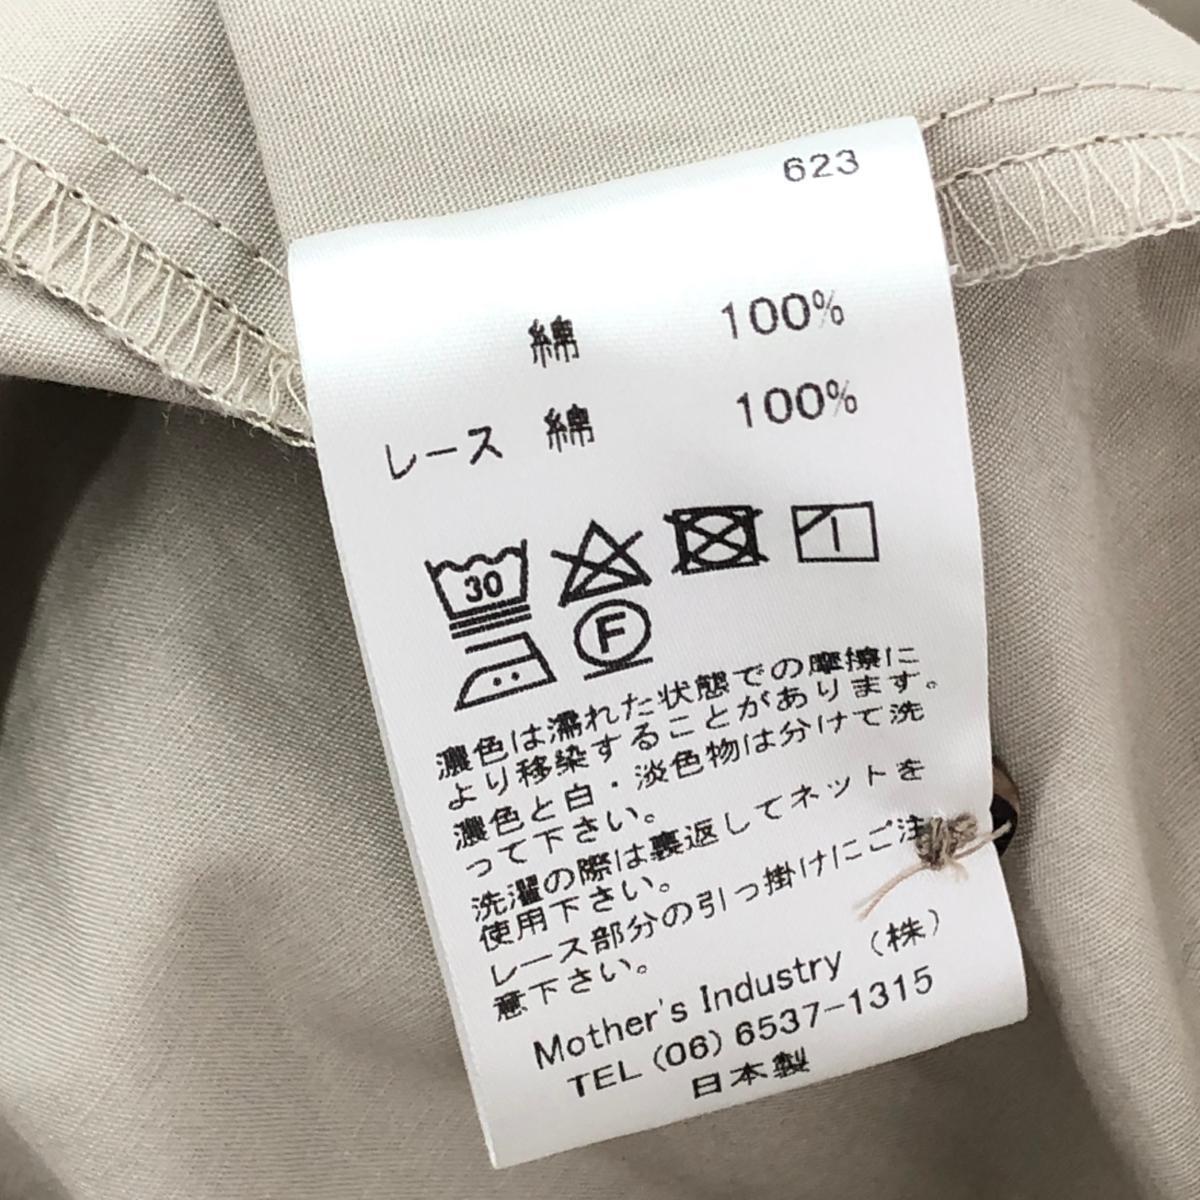 623
綿 100%
レース 綿 100%
30
F
濃色は濡れた状態での摩擦に
より移染することがあります。
濃色と白・淡色物は分けて洗
って下さい。
洗濯の際は裏返してネットを
使用下さい。
レース部分の引っ掛けにご注
意下さい。
Mother's Industry (株)
TEL (06) 6537-1315
日本製